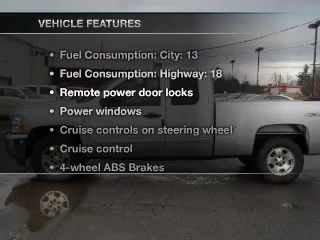 VEHICLE FEATURES
• Fuel Consumption: City: 13
• Fuel Consumption: Highway: 18
• Remote power door locks
• Power windows
• Cruise controls on steering wheel
• Cruise control
• 4-wheel ABS Brakes